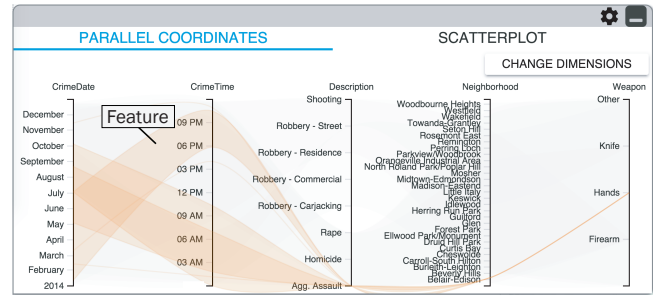 PARALLEL COORDINATES
SCATTERPLOT
CHANGE DIMENSIONS
CrimeDate
CrimeTime
Description
Neighborhood
Weapon
December
November
October
September
August
July
June
May
April
March
February
2014
Feature
09 PM
06 PM
03 PM
12 PM
09 AM
06 AM
03 AM
Shooting
Robbery - Street
Robbery - Residence
Robbery - Commercial
Robbery - Carjacking
Rape
Homicide
Agg. Assault
Woodbourne Heights
Westfield
Wakefield
Towanda-Grantley
Seton Hill
Rosemont East
Remington
Perring Loch
Parkview/Woodbrook
Orangeville Industrial Area
North Roland Park/Poplar Hill
Mosher
Midtown-Edmondson
Madison-Eastend
Little Italy
Keswick
Idlewood
Herring Run Park
Guilford
Glen
Forest Park
Ellwood Park/Monument
Druid Hill Park
Curtis Bay
Cheswolde
Carroll-South Hilton
Burleith-Leighton
Beverly Hills
Belair-Edison
Other
Knife
Hands
Firearm